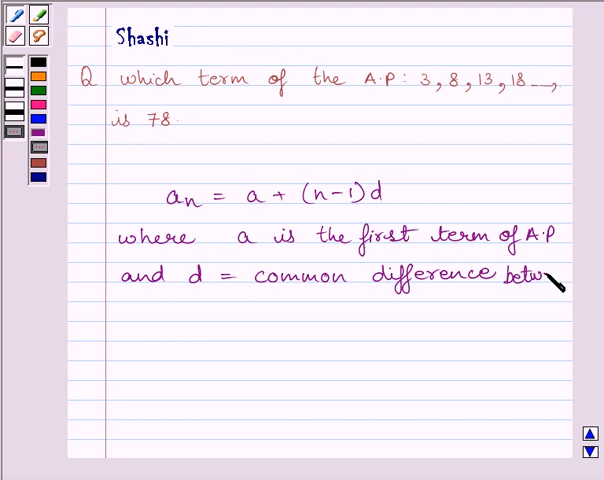 Shashi
Q which term of the A.P : 3, 8, 13, 18 ---,
is 78.
an = a + (n-1)d
where a is the first term of A.P
and d = common difference betw